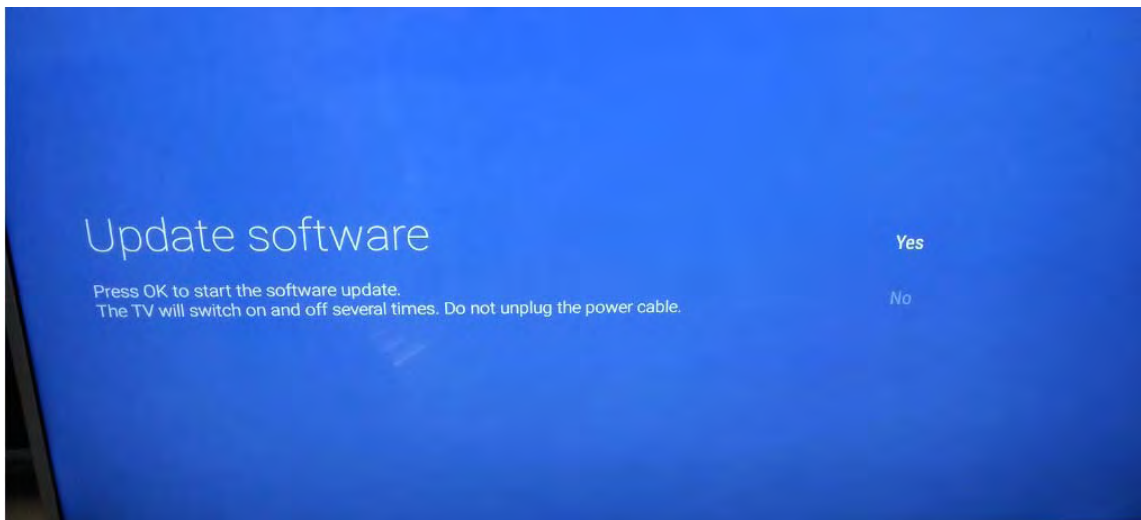 Update software
Yes
Press OK to start the software update.
The TV will switch on and off several times. Do not unplug the power cable.
No